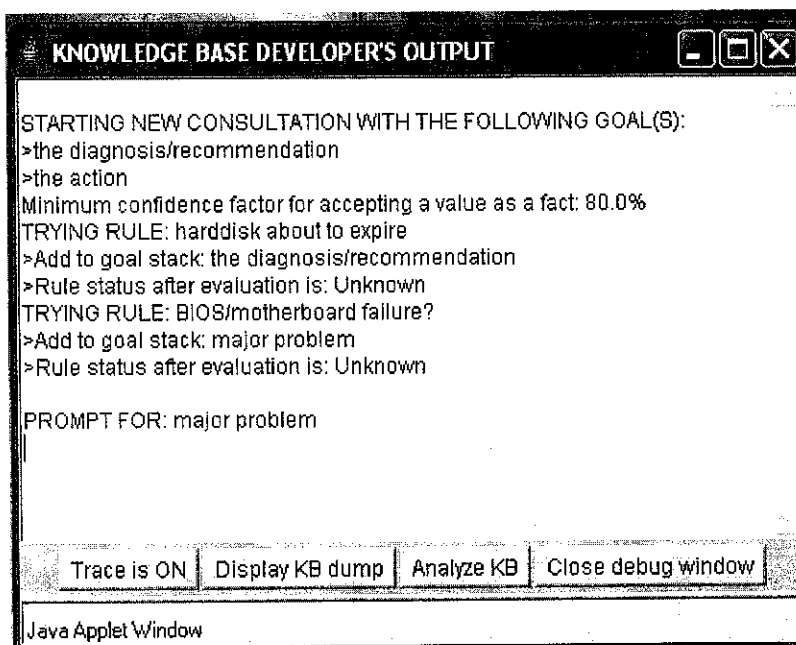 KNOWLEDGE BASE DEVELOPER'S OUTPUT
STARTING NEW CONSULTATION WITH THE FOLLOWING GOAL(S):
>the diagnosis/recommendation
>the action
Minimum confidence factor for accepting a value as a fact: 80.0%
TRYING RULE: harddisk about to expire
>Add to goal stack: the diagnosis/recommendation
>Rule status after evaluation is: Unknown
TRYING RULE: BIOS/motherboard failure?
>Add to goal stack: major problem
>Rule status after evaluation is: Unknown
PROMPT FOR: major problem
Trace is ON Display KB dump Analyze KB Close debug window
Java Applet Window